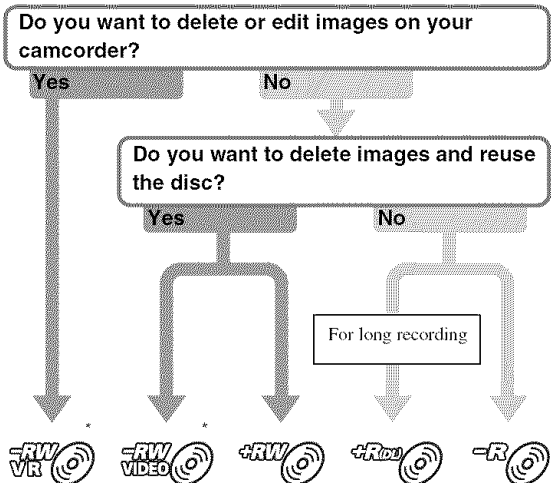 Do you want to delete or edit images on your
camcorder?
Yes
No
Do you want to delete images and reuse
the disc?
Yes
No
For long recording
* *
-RW VR
-RW VIDEO
+RW
+R(DL)
-R